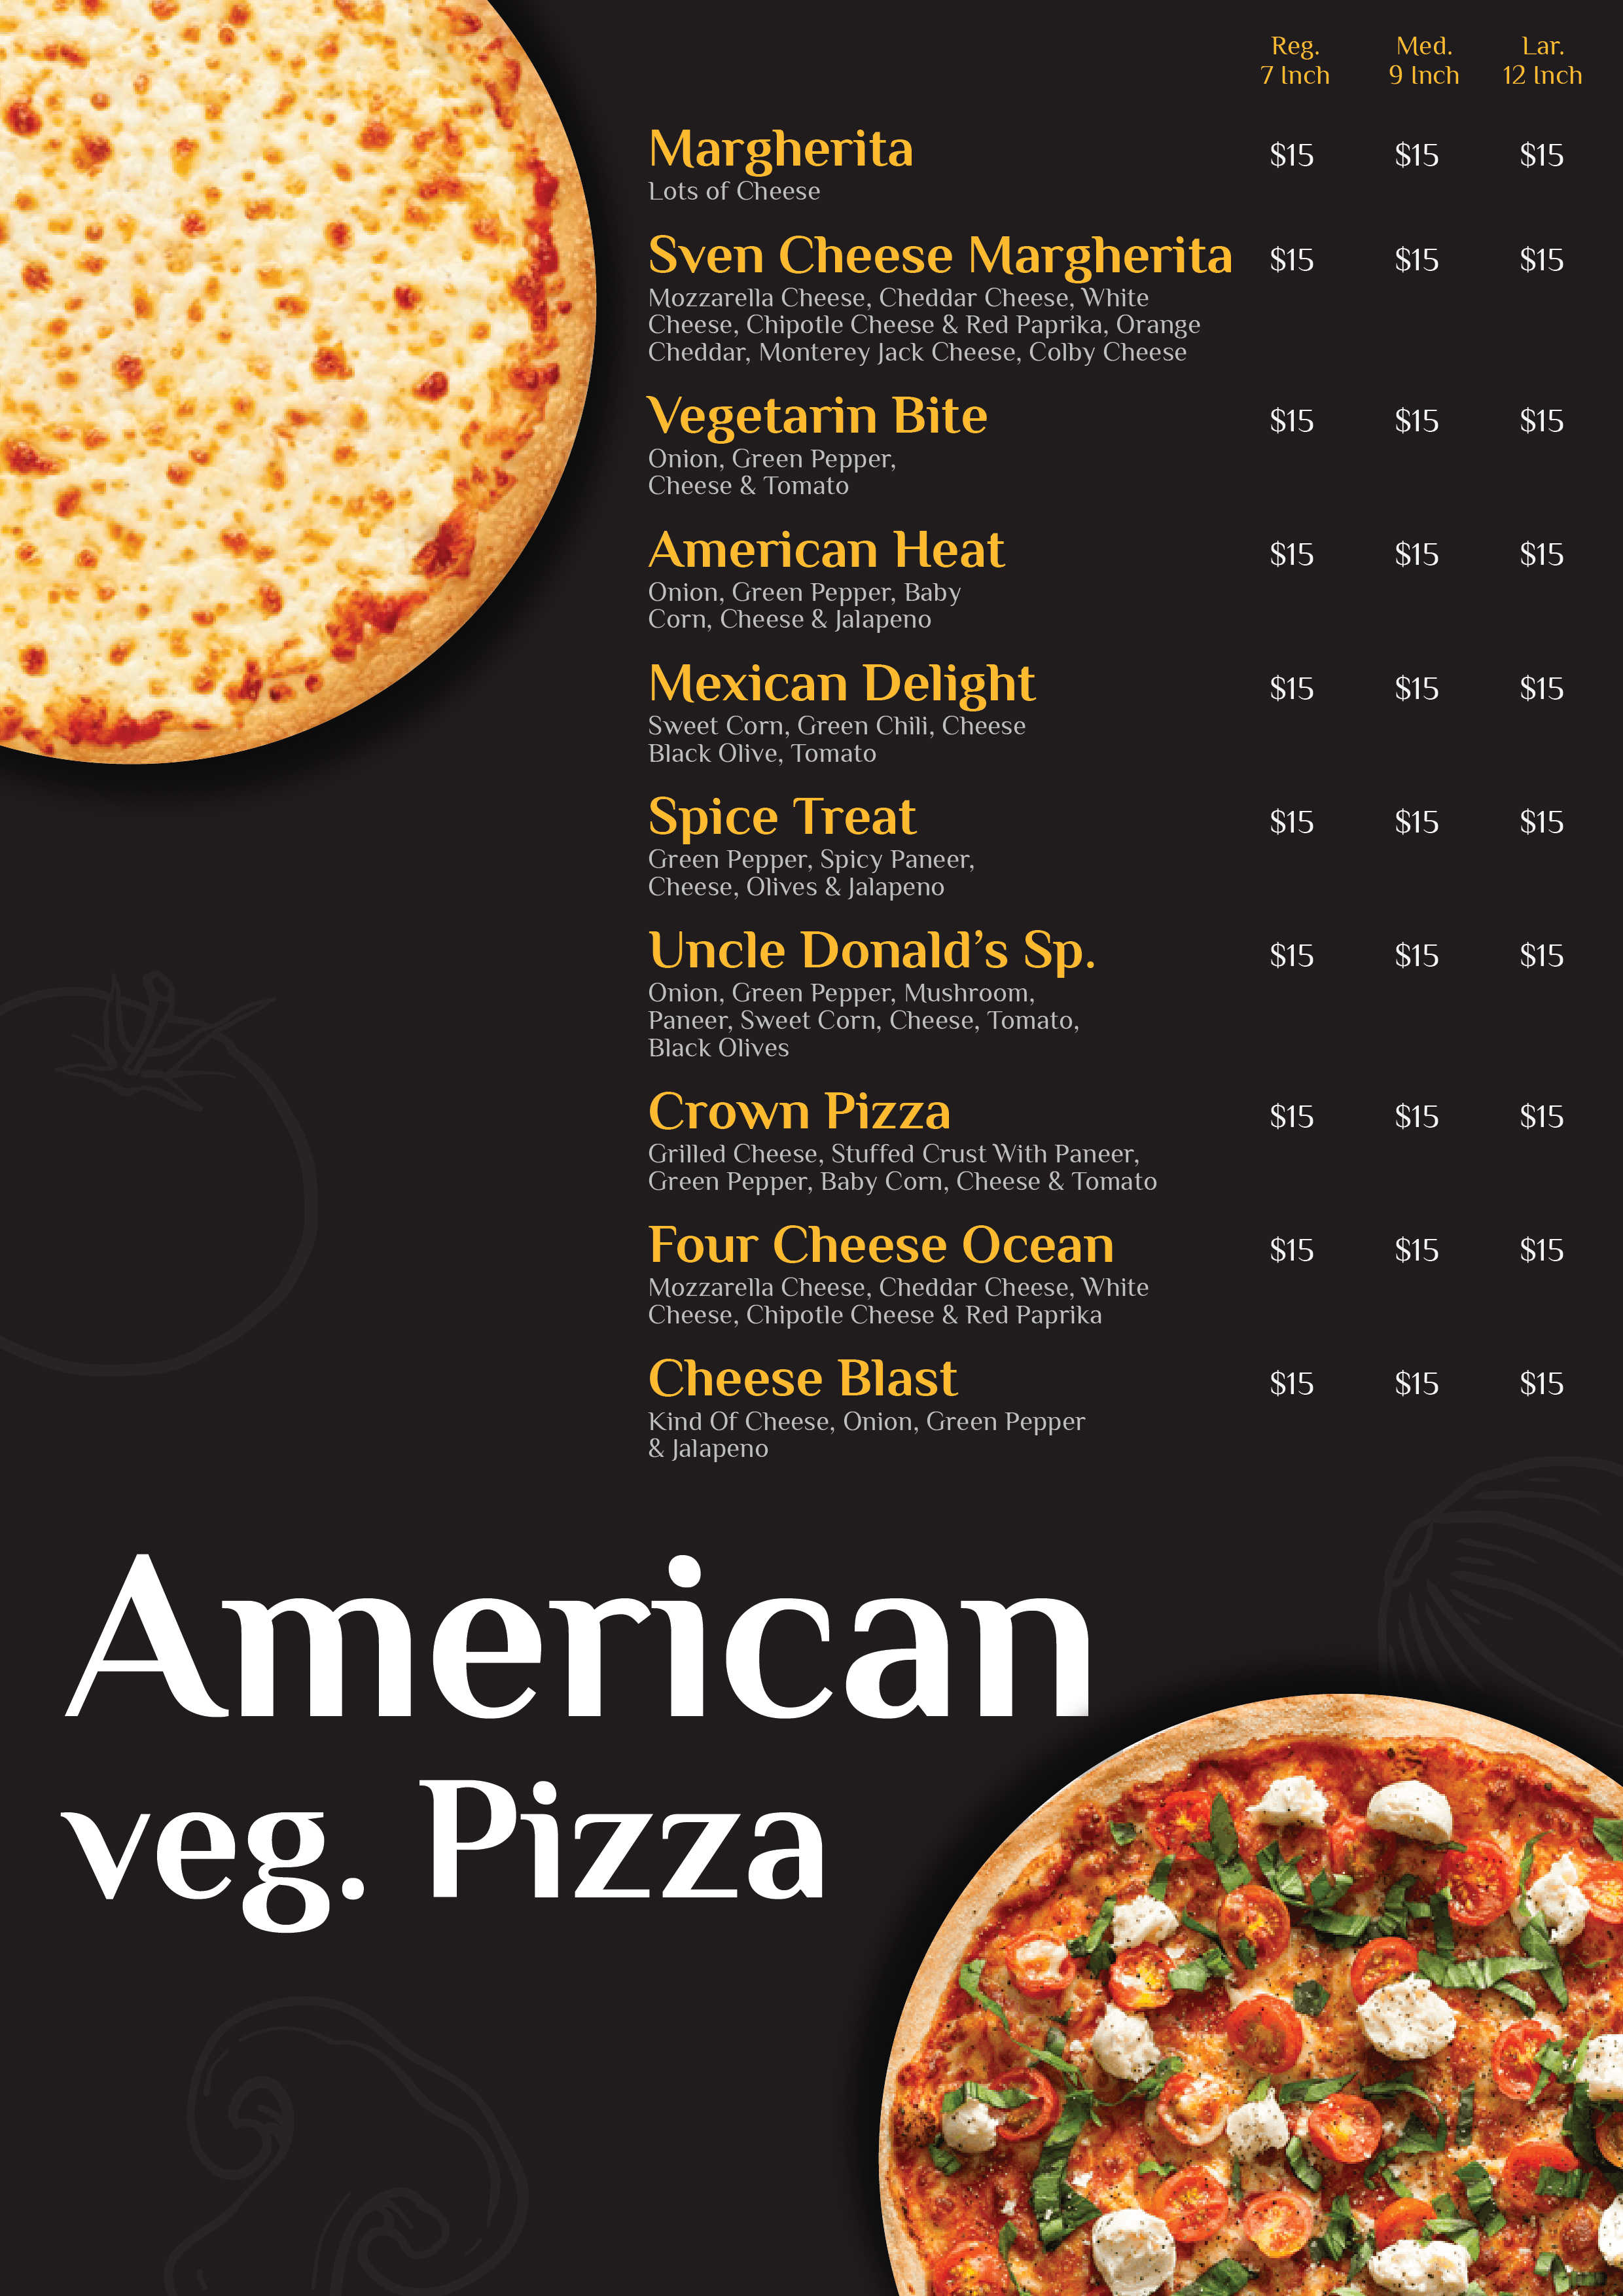 Reg. Med. Lar.
7 Inch 9 Inch 12 Inch
Margherita $15 $15 $15
Lots of Cheese
Sven Cheese Margherita $15 $15 $15
Mozzarella Cheese, Cheddar Cheese, White
Cheese, Chipotle Cheese & Red Paprika, Orange
Cheddar, Monterey Jack Cheese, Colby Cheese
Vegetarin Bite $15 $15 $15
Onion, Green Pepper,
Cheese & Tomato
American Heat $15 $15 $15
Onion, Green Pepper, Baby
Corn, Cheese & Jalapeno
Mexican Delight $15 $15 $15
Sweet Corn, Green Chili, Cheese
Black Olive, Tomato
Spice Treat $15 $15 $15
Green Pepper, Spicy Paneer,
Cheese, Olives & Jalapeno
Uncle Donald’s Sp. $15 $15 $15
Onion, Green Pepper, Mushroom,
Paneer, Sweet Corn, Cheese, Tomato,
Black Olives
Crown Pizza $15 $15 $15
Grilled Cheese, Stuffed Crust With Paneer,
Green Pepper, Baby Corn, Cheese & Tomato
Four Cheese Ocean $15 $15 $15
Mozzarella Cheese, Cheddar Cheese, White
Cheese, Chipotle Cheese & Red Paprika
Cheese Blast $15 $15 $15
Kind Of Cheese, Onion, Green Pepper
& Jalapeno
American
veg. Pizza